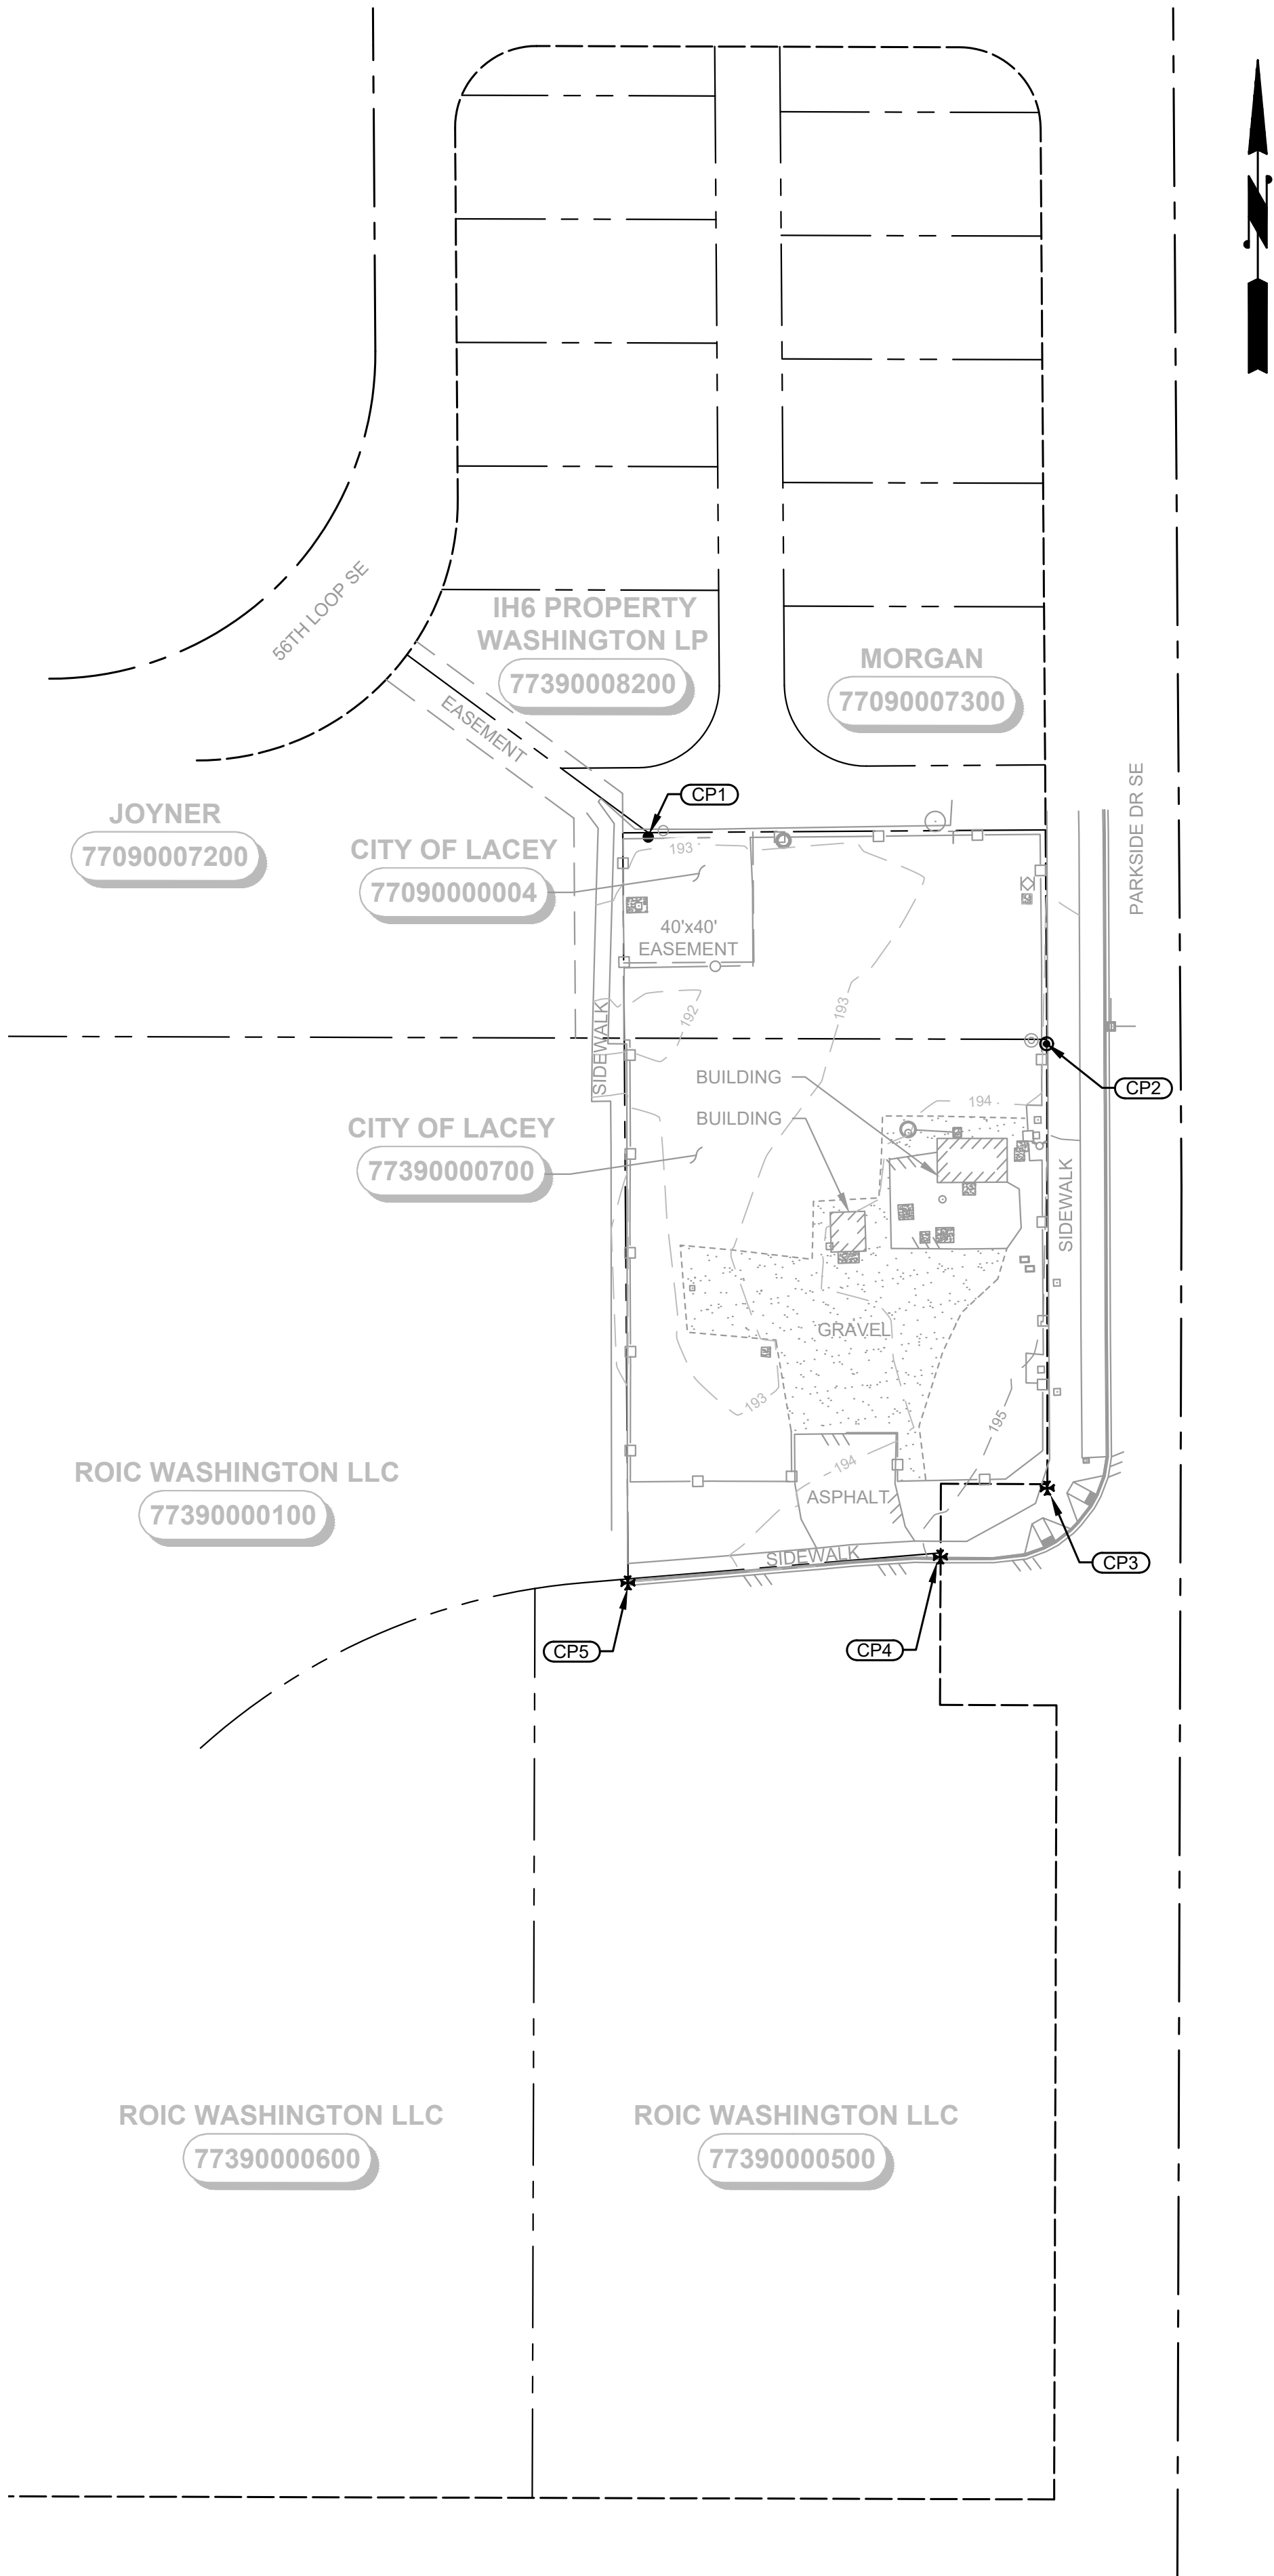 N
56TH LOOP SE
IH6 PROPERTY
WASHINGTON LP
77390008200
MORGAN
77090007300
EASEMENT
PARKSIDE DR SE
CP1
JOYNER
77090007200
CITY OF LACEY
77090000004
193
40'x40'
EASEMENT
192
193
SIDEWALK
BUILDING
CP2
194
BUILDING
CITY OF LACEY
77390000700
SIDEWALK
GRAVEL
193
195
194
ROIC WASHINGTON LLC
77390000100
ASPHALT
SIDEWALK
CP3
CP5
CP4
ROIC WASHINGTON LLC
77390000600
ROIC WASHINGTON LLC
77390000500